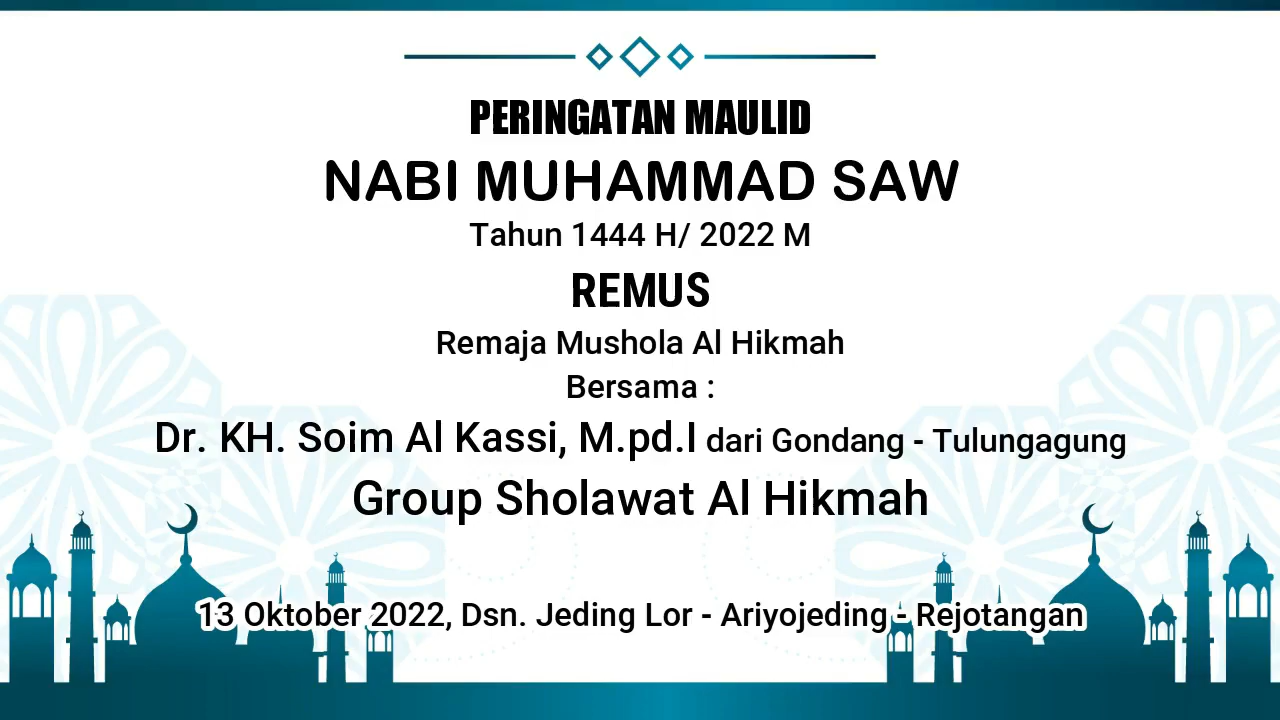 PERINGATAN MAULID
NABI MUHAMMAD SAW
Tahun 1444 H/ 2022 M
REMUS
Remaja Mushola Al Hikmah
Bersama :
Dr. KH. Soim Al Kassi, M.pd.I dari Gondang - Tulungagung
Group Sholawat Al Hikmah
13 Oktober 2022, Dsn. Jeding Lor - Ariyojeding - Rejotangan